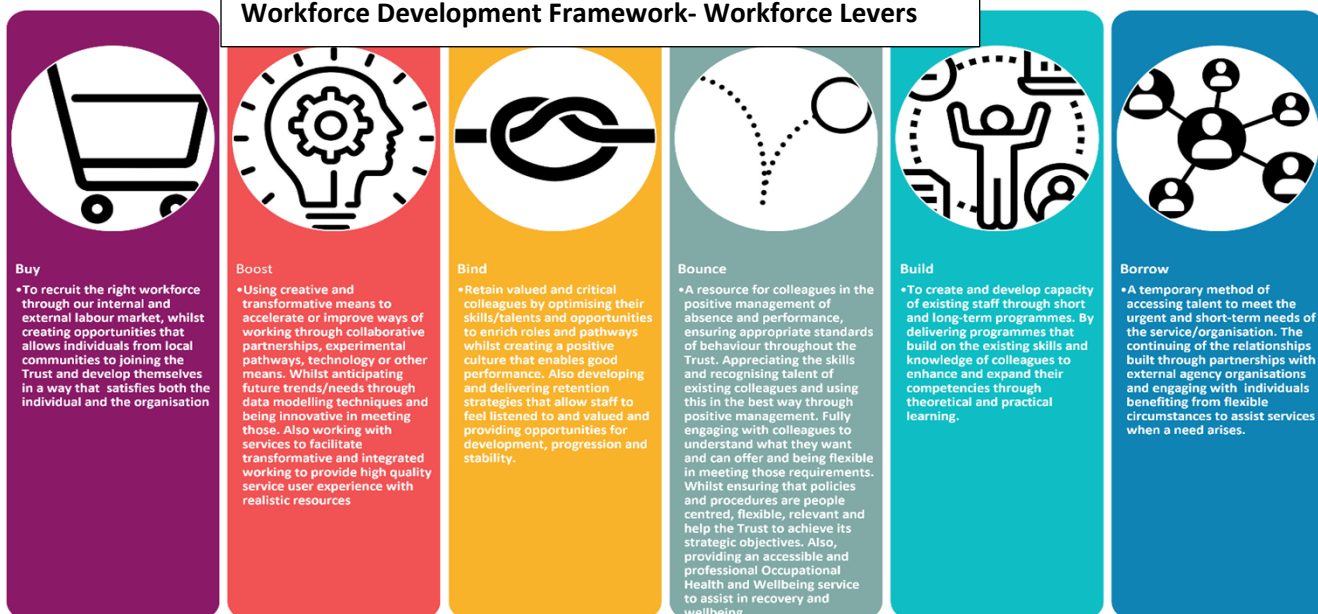 Workforce Development Framework- Workforce Levers
Buy
•To recruit the right workforce
through our internal and
external labour market, whilst
creating opportunities that
allows individuals from local
communities to joining the
Trust and develop themselves
in a way that satisfies both the
individual and the organisation
Boost
•Using creative and
transformative means to
accelerate or improve ways of
working through collaborative
partnerships, experimental
pathways, technology or other
means. Whilst anticipating
future trends/needs through
data modelling techniques and
being innovative in meeting
those. Also working with
services to facilitate
transformative and integrated
working to provide high quality
service user experience with
realistic resources
Bind
•Retain valued and critical
colleagues by optimising their
skills/talents and opportunities
to enrich roles and pathways
whilst creating a positive
culture that enables good
performance. Also developing
and delivering retention
strategies that allow staff to
feel listened to and valued and
providing opportunities for
development, progression and
stability.
Bounce
•A resource for colleagues in the
positive management of
absence and performance,
ensuring appropriate standards
of behaviour throughout the
Trust. Appreciating the skills
and recognising talent of
existing colleagues and using
this in the best way through
positive management. Fully
engaging with colleagues to
understand what they want
and can offer and being flexible
in meeting those requirements.
Whilst ensuring that policies
and procedures are people
centred, flexible, relevant and
help the Trust to achieve its
strategic objectives. Also,
providing an accessible and
professional Occupational
Health and Wellbeing service
to assist in recovery and
wellbeing.
Build
•To create and develop capacity
of existing staff through short
and long-term programmes. By
delivering programmes that
build on the existing skills and
knowledge of colleagues to
enhance and expand their
competencies through
theoretical and practical
learning.
Borrow
•A temporary method of
accessing talent to meet the
urgent and short-term needs of
the service/organisation. The
continuing of the relationships
built through partnerships with
external agency organisations
and engaging with individuals
benefiting from flexible
circumstances to assist services
when a need arises.